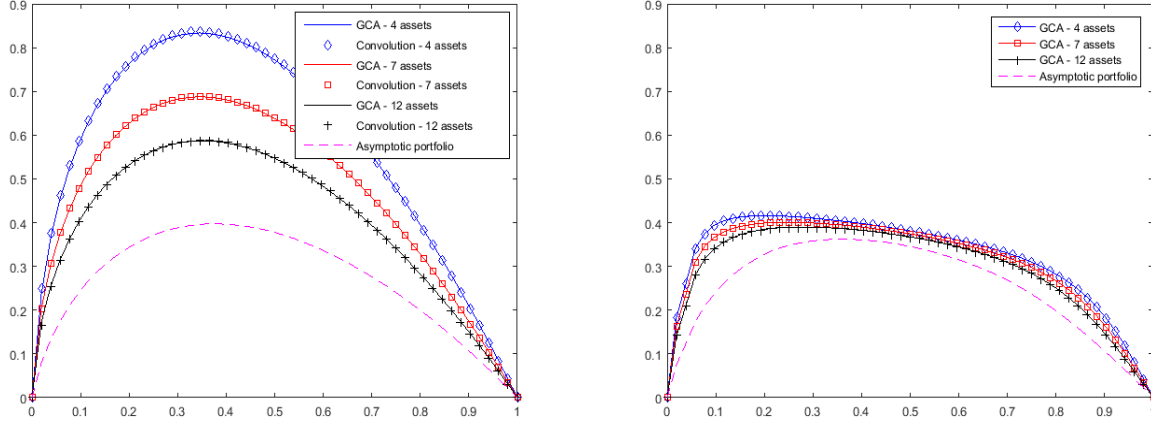 0.9
0.8
0.7
0.6
0.5
0.4
0.3
0.2
0.1
0
0 0.1 0.2 0.3 0.4 0.5 0.6 0.7 0.8 0.9 1
GCA - 4 assets
Convolution - 4 assets
GCA - 7 assets
Convolution - 7 assets
GCA - 12 assets
Convolution - 12 assets
Asymptotic portfolio
0.9
0.8
0.7
0.6
0.5
0.4
0.3
0.2
0.1
0
0 0.1 0.2 0.3 0.4 0.5 0.6 0.7 0.8 0.9
GCA - 4 assets
GCA - 7 assets
GCA - 12 assets
Asymptotic portfolio